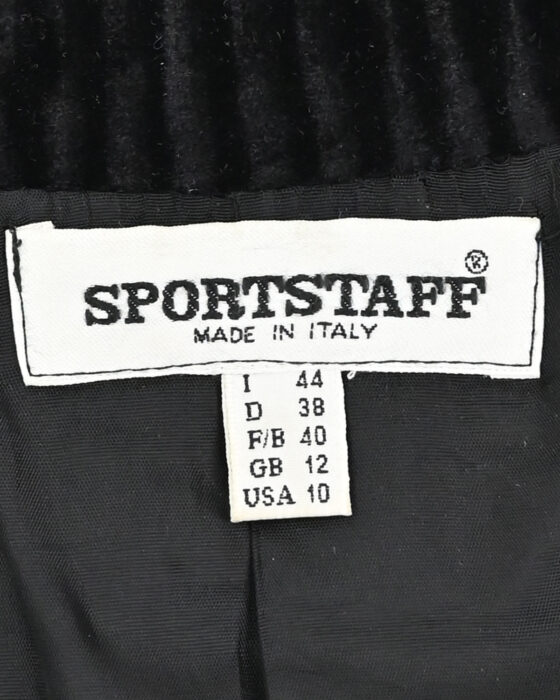 SPORTSTAFF®
MADE IN ITALY
I 44
D 38
F/B 40
GB 12
USA 10